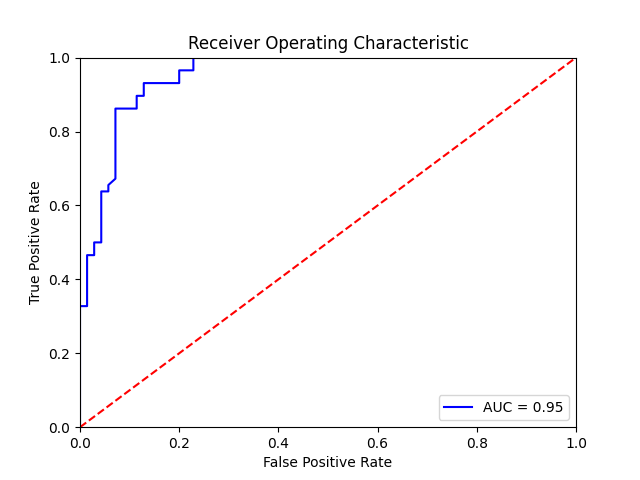 Receiver Operating Characteristic
1.0
0.8
0.6
0.4
0.2
0.0
True Positive Rate
AUC = 0.95
0.0 0.2 0.4 0.6 0.8 1.0
False Positive Rate